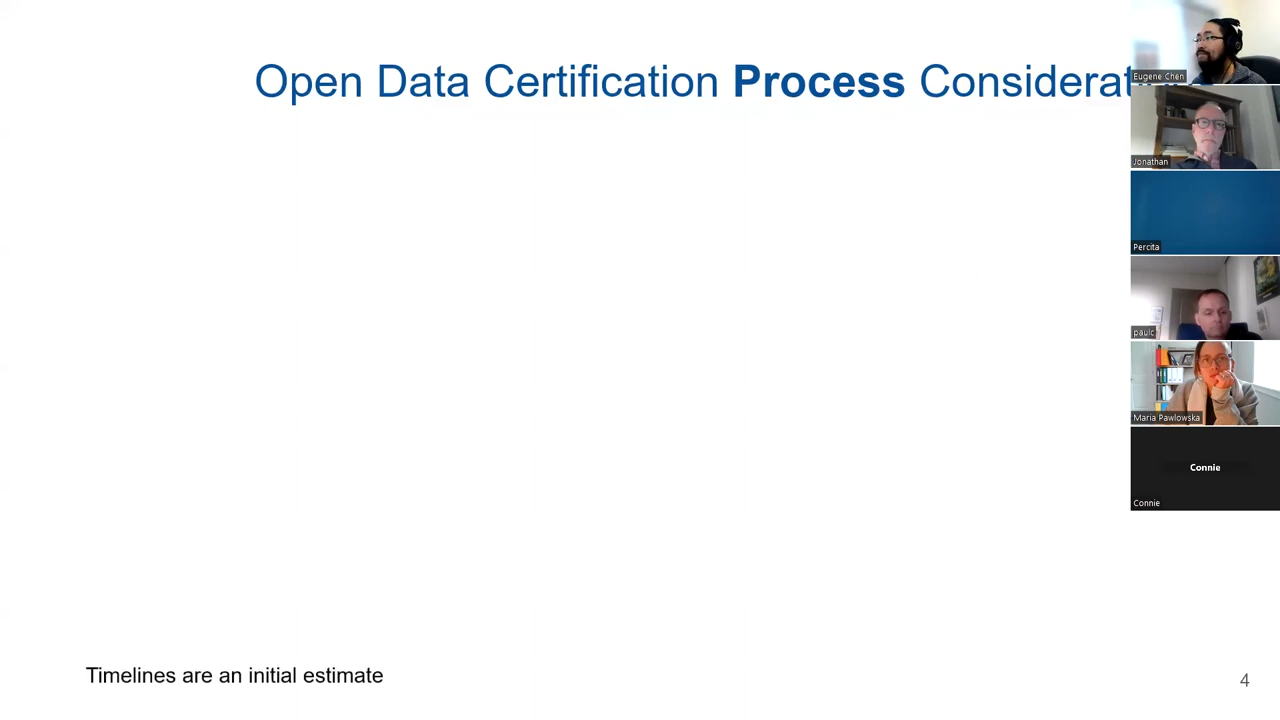 Open Data Certification Process
Eugene Chen
Jonathan
Percita
paulc
Maria Pawlowska
Connie
Connie
Timelines are an initial estimate
4